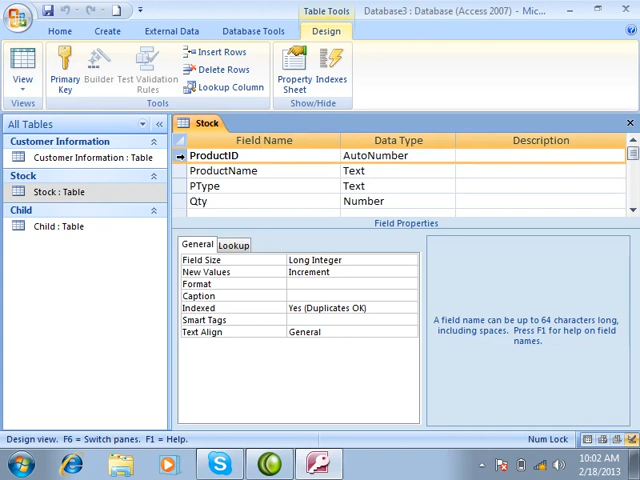 Table Tools
Database3 : Database (Access 2007) - Mic...
Home
Create
External Data
Database Tools
Design
View
Views
Primary Key
Builder
Test Validation Rules
Insert Rows
Delete Rows
Lookup Column
Tools
Property Sheet
Indexes
Show/Hide
All Tables
Customer Information
Customer Information : Table
Stock
Stock : Table
Child
Child : Table
Stock
Field Name Data Type Description
ProductID AutoNumber
ProductName Text
PType Text
Qty Number
Field Properties
General Lookup
Field Size Long Integer
New Values Increment
Format
Caption
Indexed Yes (Duplicates OK)
Smart Tags
Text Align General
A field name can be up to 64 characters long,
including spaces. Press F1 for help on field
names.
Design view. F6 = Switch panes. F1 = Help.
Num Lock
10:02 AM
2/18/2013